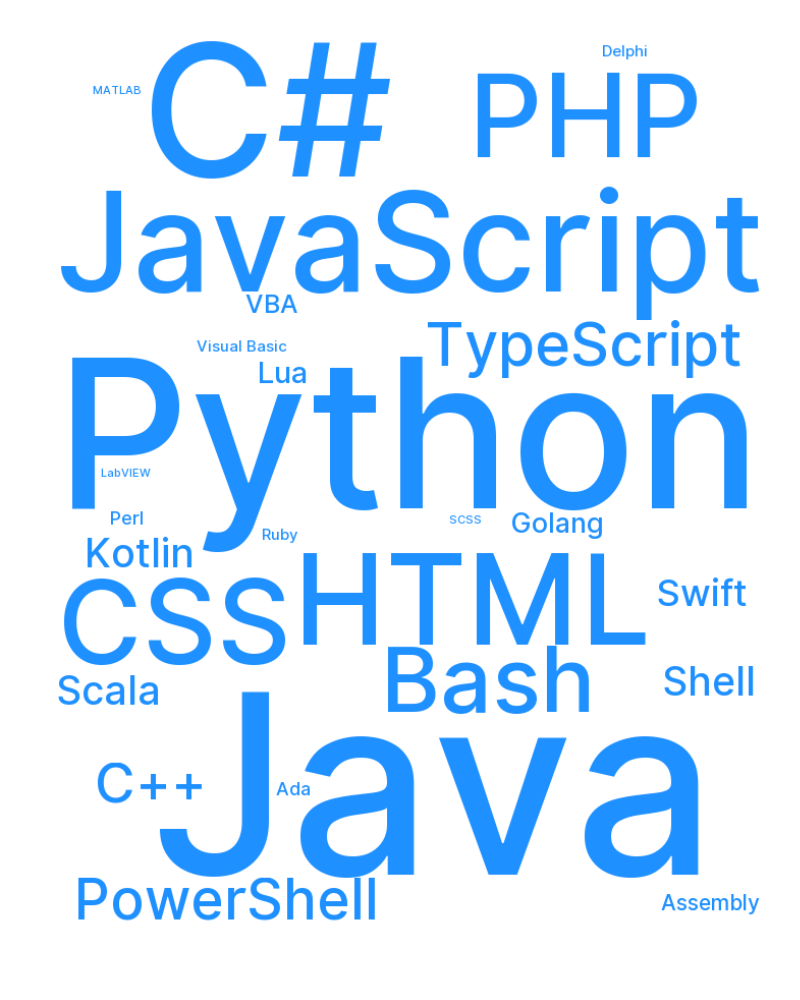 Delphi
MATLAB
C#
PHP
JavaScript
VBA
TypeScript
Visual Basic
Lua
Python
LabVIEW
Perl
scss
Golang
Ruby
Kotlin
HTML
Swift
CSS
Bash
Shell
Scala
Java
C++
Ada
PowerShell
Assembly